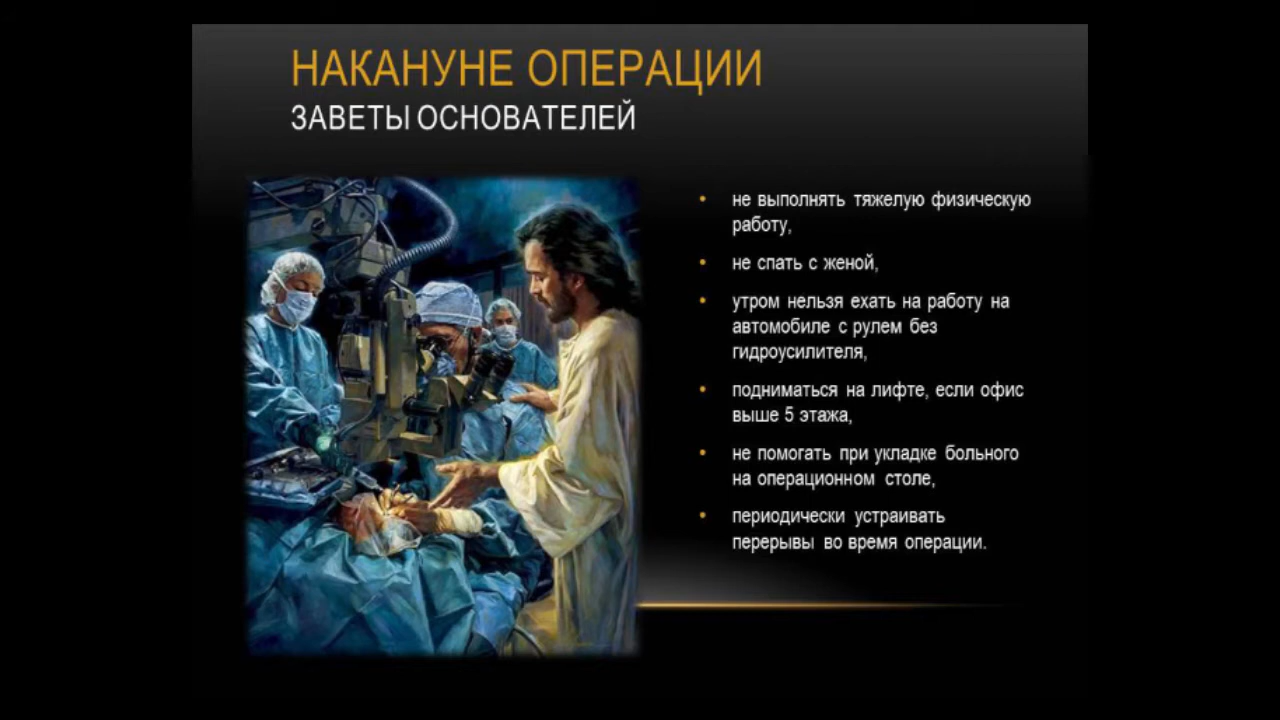 НАКАНУНЕ ОПЕРАЦИИ
ЗАВЕТЫ ОСНОВАТЕЛЕЙ
• не выполнять тяжелую физическую
работу,
• не спать с женой,
• утром нельзя ехать на работу на
автомобиле с рулем без
гидроусилителя,
• подниматься на лифте, если офис
выше 5 этажа,
• не помогать при укладке больного
на операционном столе,
• периодически устраивать
перерывы во время операции.